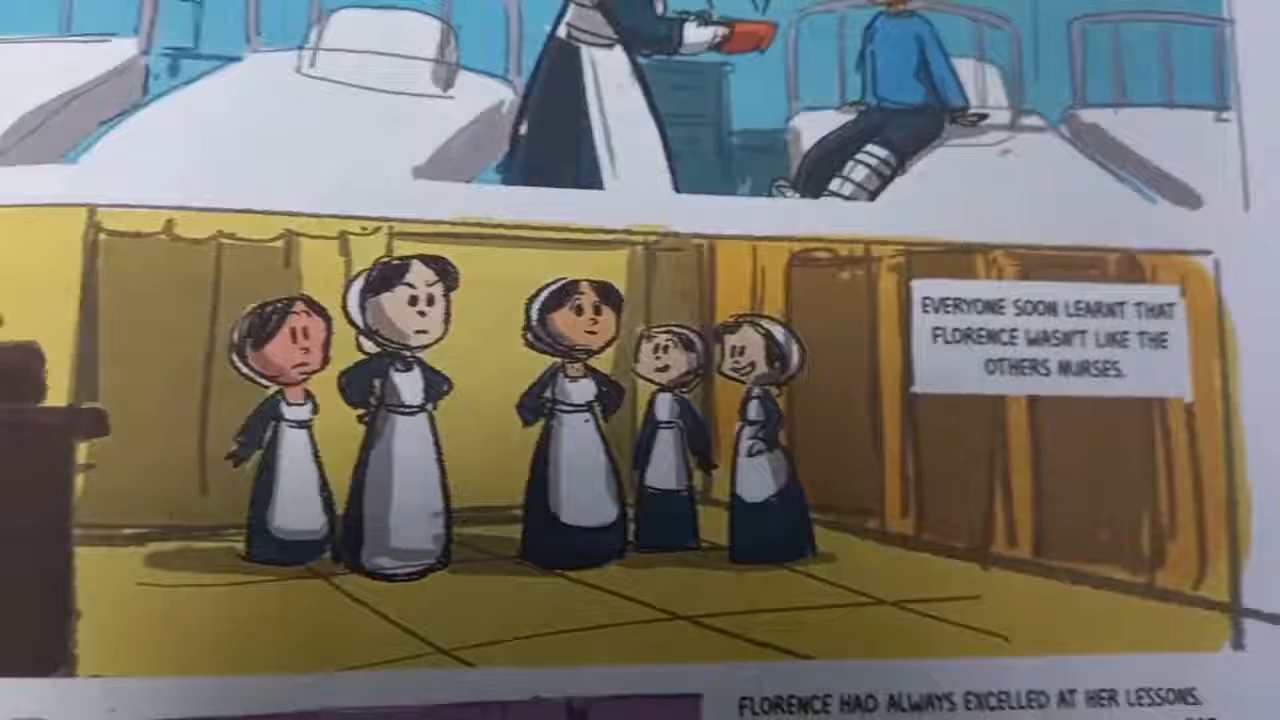 EVERYONE SOON LEARNT THAT
FLORENCE WASN'T LIKE THE
OTHERS NURSES.
FLORENCE HAD ALWAYS EXCELLED AT HER LESSONS.